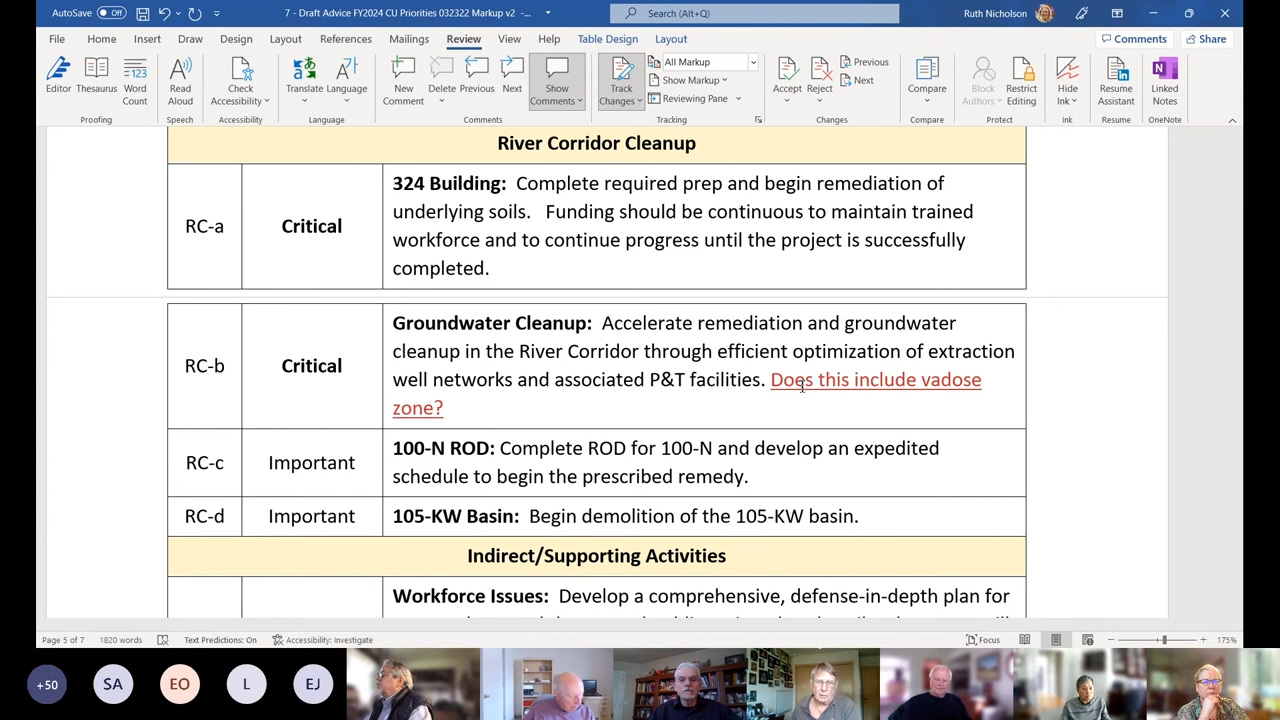 AutoSave Off 7 - Draft Advice FY2024 CU Priorities 032322 Markup v2 -... Search (Alt+Q) Ruth Nicholson
File Home Insert Draw Design Layout References Mailings Review View Help Table Design Layout Comments Share
Editor Thesaurus Word Count Read Aloud Check Accessibility Translate Language New Comment Delete Previous Next Show Comments Track Changes All Markup Show Markup Reviewing Pane Accept Reject Previous Next Compare Block Authors Restrict Editing Hide Ink Resume Assistant Linked Notes
Proofing Speech Accessibility Language Comments Tracking Changes Compare Protect Ink Resume OneNote
River Corridor Cleanup
RC-a
Critical
324 Building: Complete required prep and begin remediation of
underlying soils. Funding should be continuous to maintain trained
workforce and to continue progress until the project is successfully
completed.
RC-b
Critical
Groundwater Cleanup: Accelerate remediation and groundwater
cleanup in the River Corridor through efficient optimization of extraction
well networks and associated P&T facilities. Does this include vadose
zone?
RC-c
Important
100-N ROD: Complete ROD for 100-N and develop an expedited
schedule to begin the prescribed remedy.
RC-d
Important
105-KW Basin: Begin demolition of the 105-KW basin.
Indirect/Supporting Activities
Workforce Issues: Develop a comprehensive, defense-in-depth plan for
Page 5 of 7 1820 words Text Predictions: On Accessibility: Investigate Focus 175%
+50 SA EO L EJ